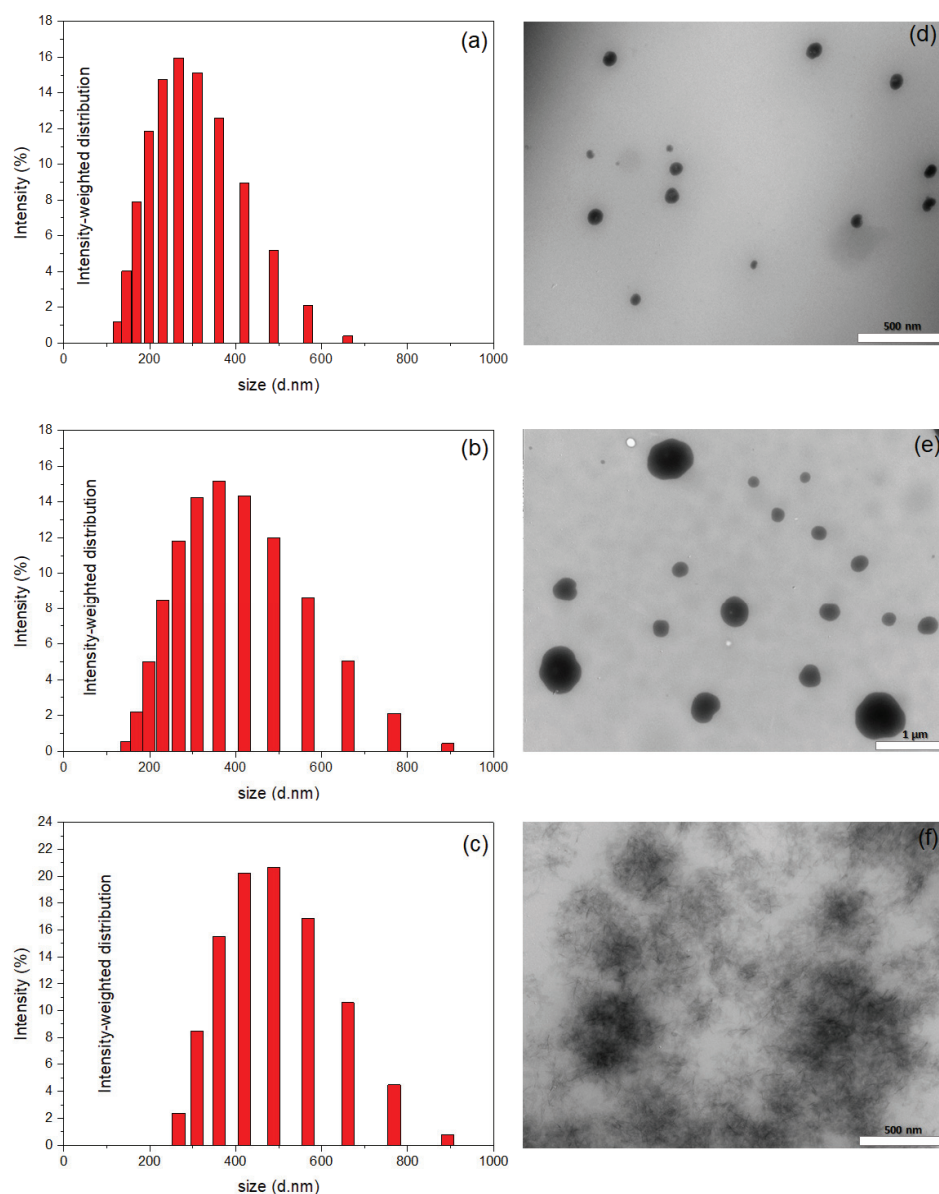 (a)
18
16
14
12
10
8
6
4
2
0
Intensity (%)
Intensity-weighted distribution
0 200 400 600 800 1000
size (d.nm)
(d)
500 nm
(b)
18
16
14
12
10
8
6
4
2
0
Intensity (%)
Intensity-weighted distribution
0 200 400 600 800 1000
size (d.nm)
(e)
1 µm
(c)
24
22
20
18
16
14
12
10
8
6
4
2
0
Intensity (%)
Intensity-weighted distribution
0 200 400 600 800 1000
size (d.nm)
(f)
500 nm